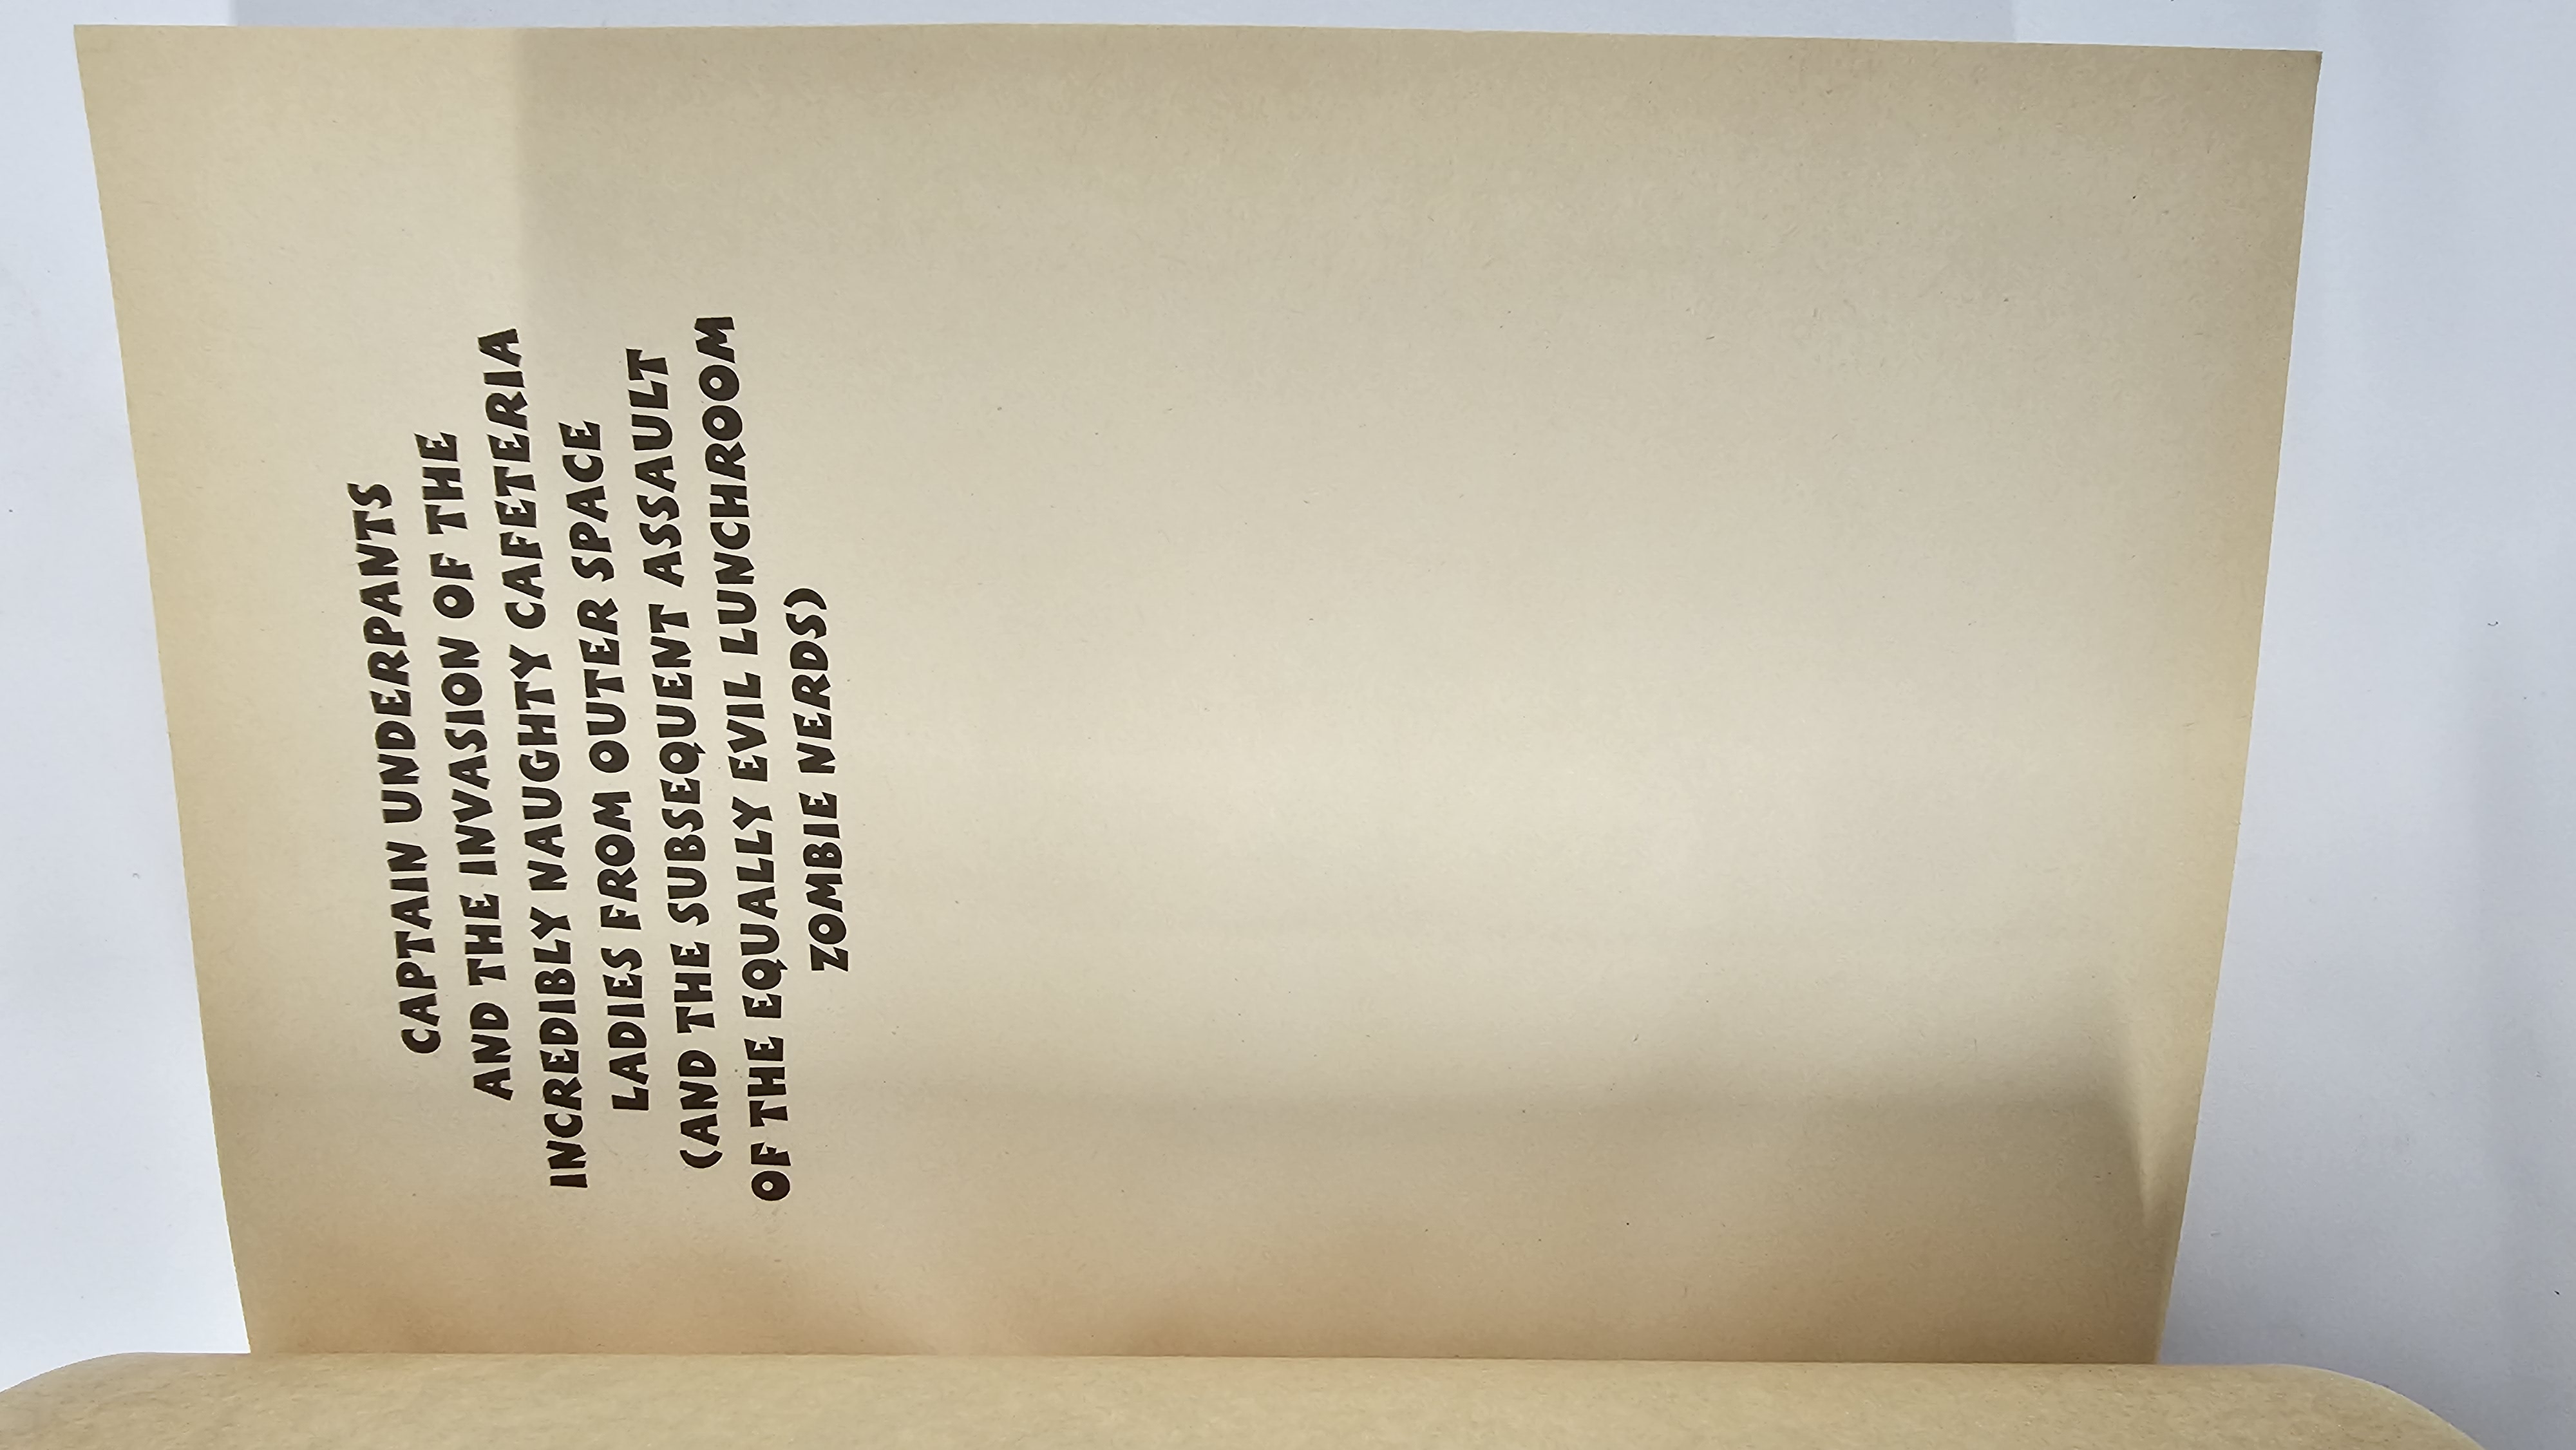 CAPTAIN UNDERPANTS
AND THE INVASION OF THE
INCREDIBLY NAUGHTY CAFETERIA
LADIES FROM OUTER SPACE
(AND THE SUBSEQUENT ASSAULT
OF THE EQUALLY EVIL LUNCHROOM
ZOMBIE NERDS)